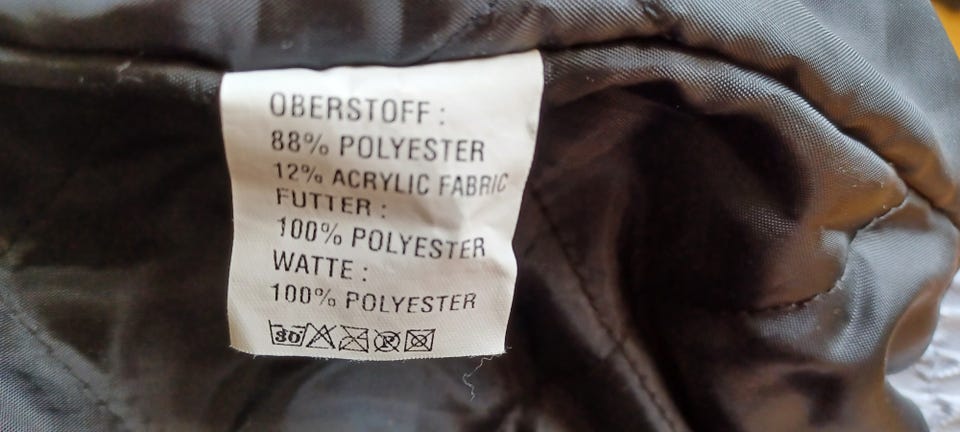 OBERSTOFF :
88% POLYESTER
12% ACRYLIC FABRIC
FUTTER :
100% POLYESTER
WATTE :
100% POLYESTER
30 P